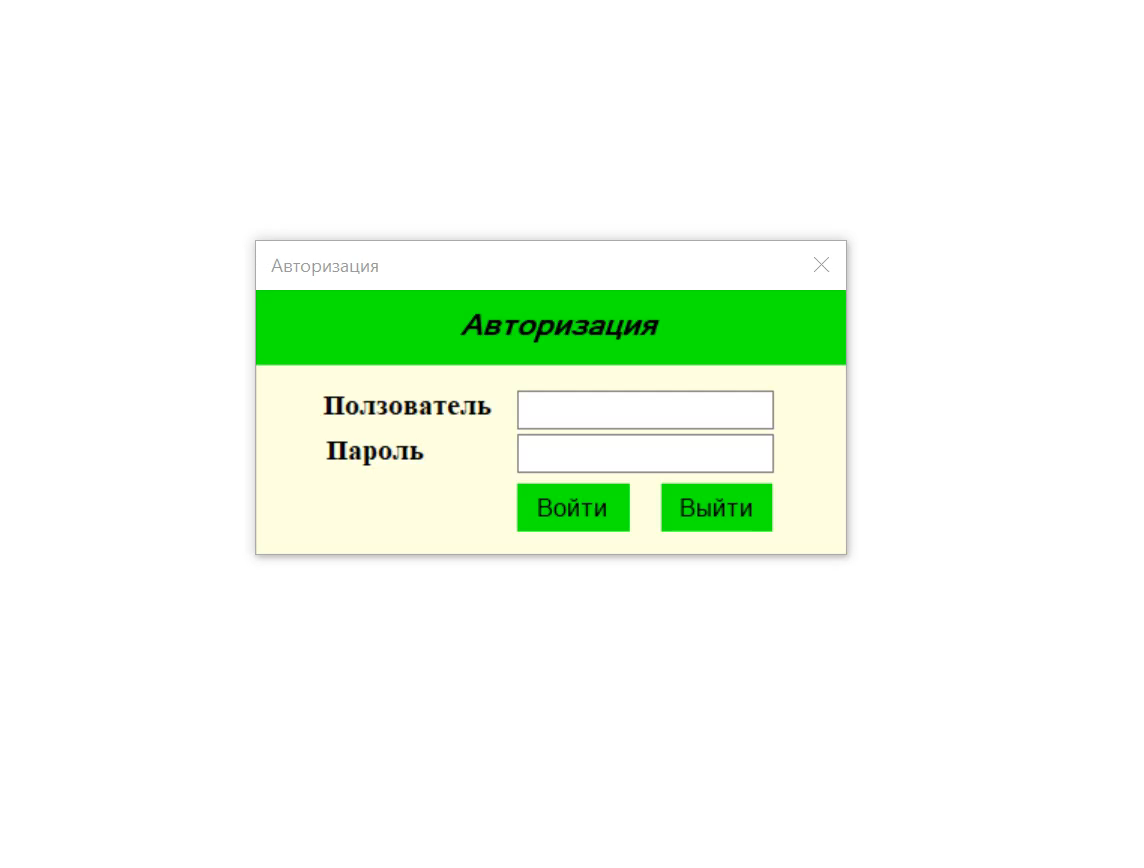 Авторизация
Авторизация
Ползователь
Пароль
Войти Выйти